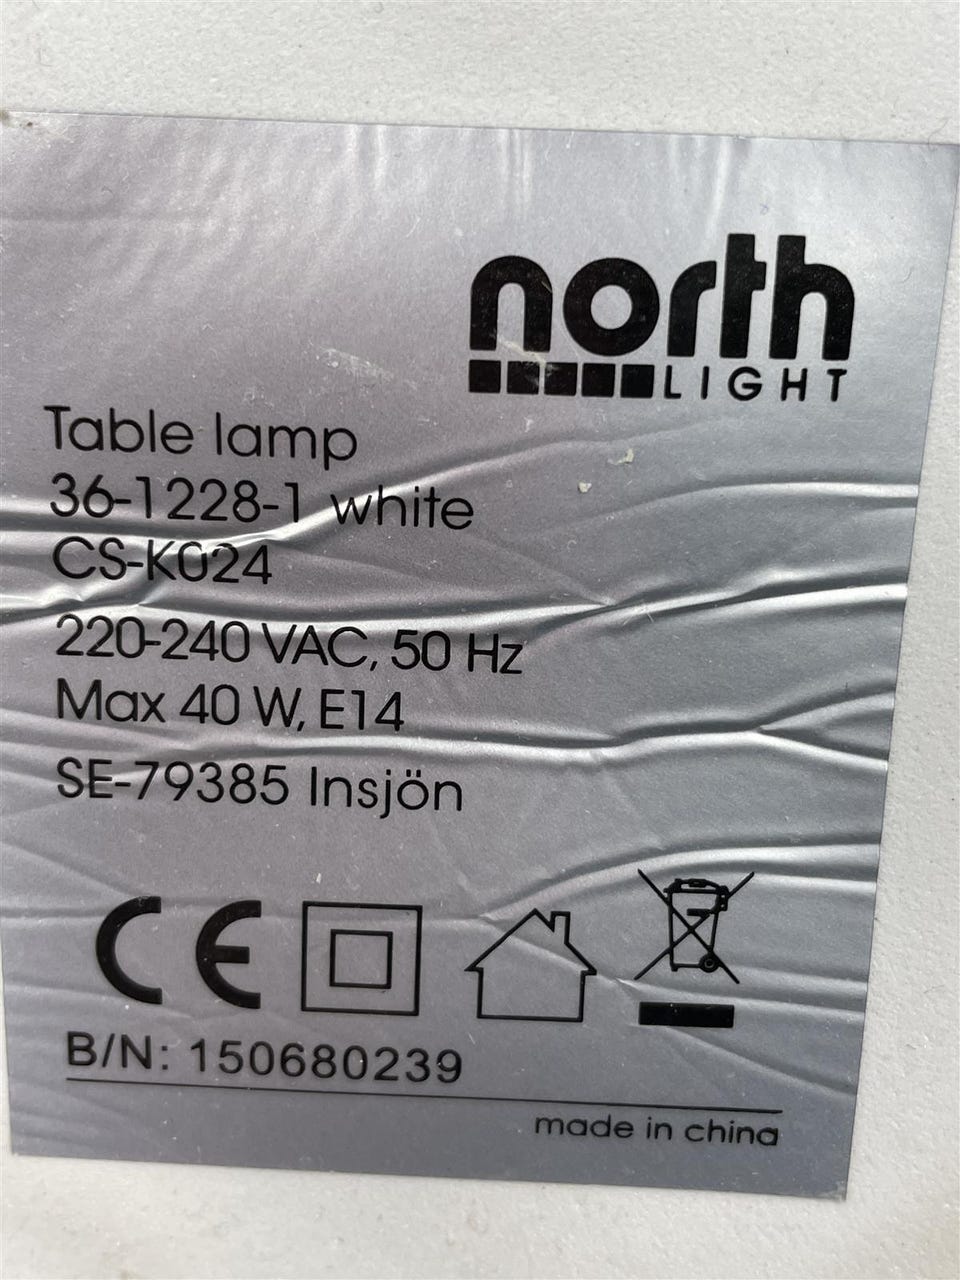 north
LIGHT
Table lamp
36-1228-1 white
CS-K024
220-240 VAC, 50 Hz
Max 40 W, E14
SE-79385 Insjön
CE
B/N: 150680239
made in china